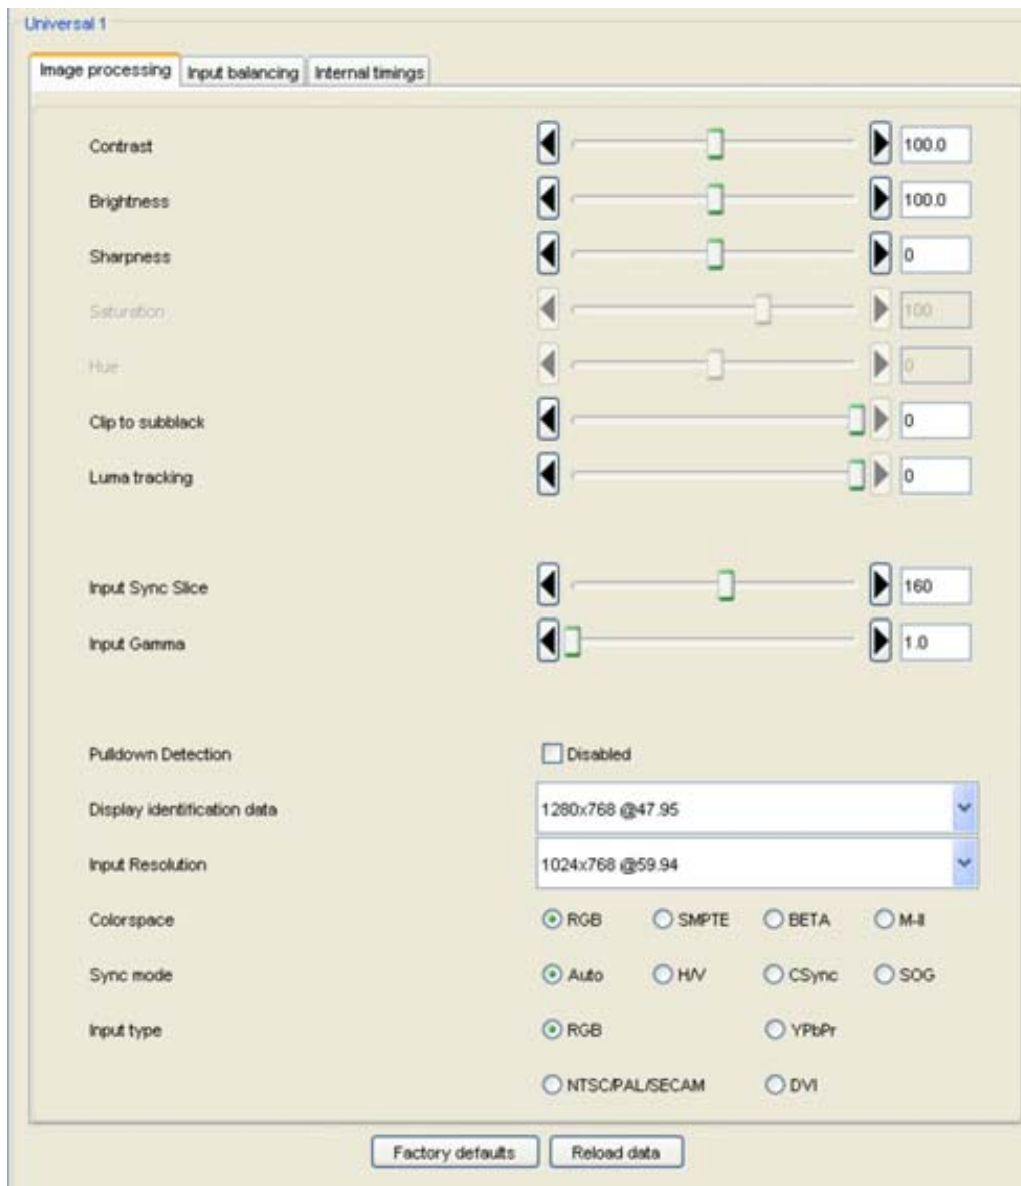 Universal 1
Image processing Input balancing Internal timings
Contrast 100.0
Brightness 100.0
Sharpness 0
Saturation 100
Hue 0
Clip to subblack 0
Luma tracking 0
Input Sync Slice 160
Input Gamma 1.0
Pulldown Detection Disabled
Display identification data 1280x768 @47.95
Input Resolution 1024x768 @59.94
Colorspace RGB SMPTE BETA M-II
Sync mode Auto H/V CSync SOG
Input type RGB YPbPr
NTSC/PAL/SECAM DVI
Factory defaults Reload data